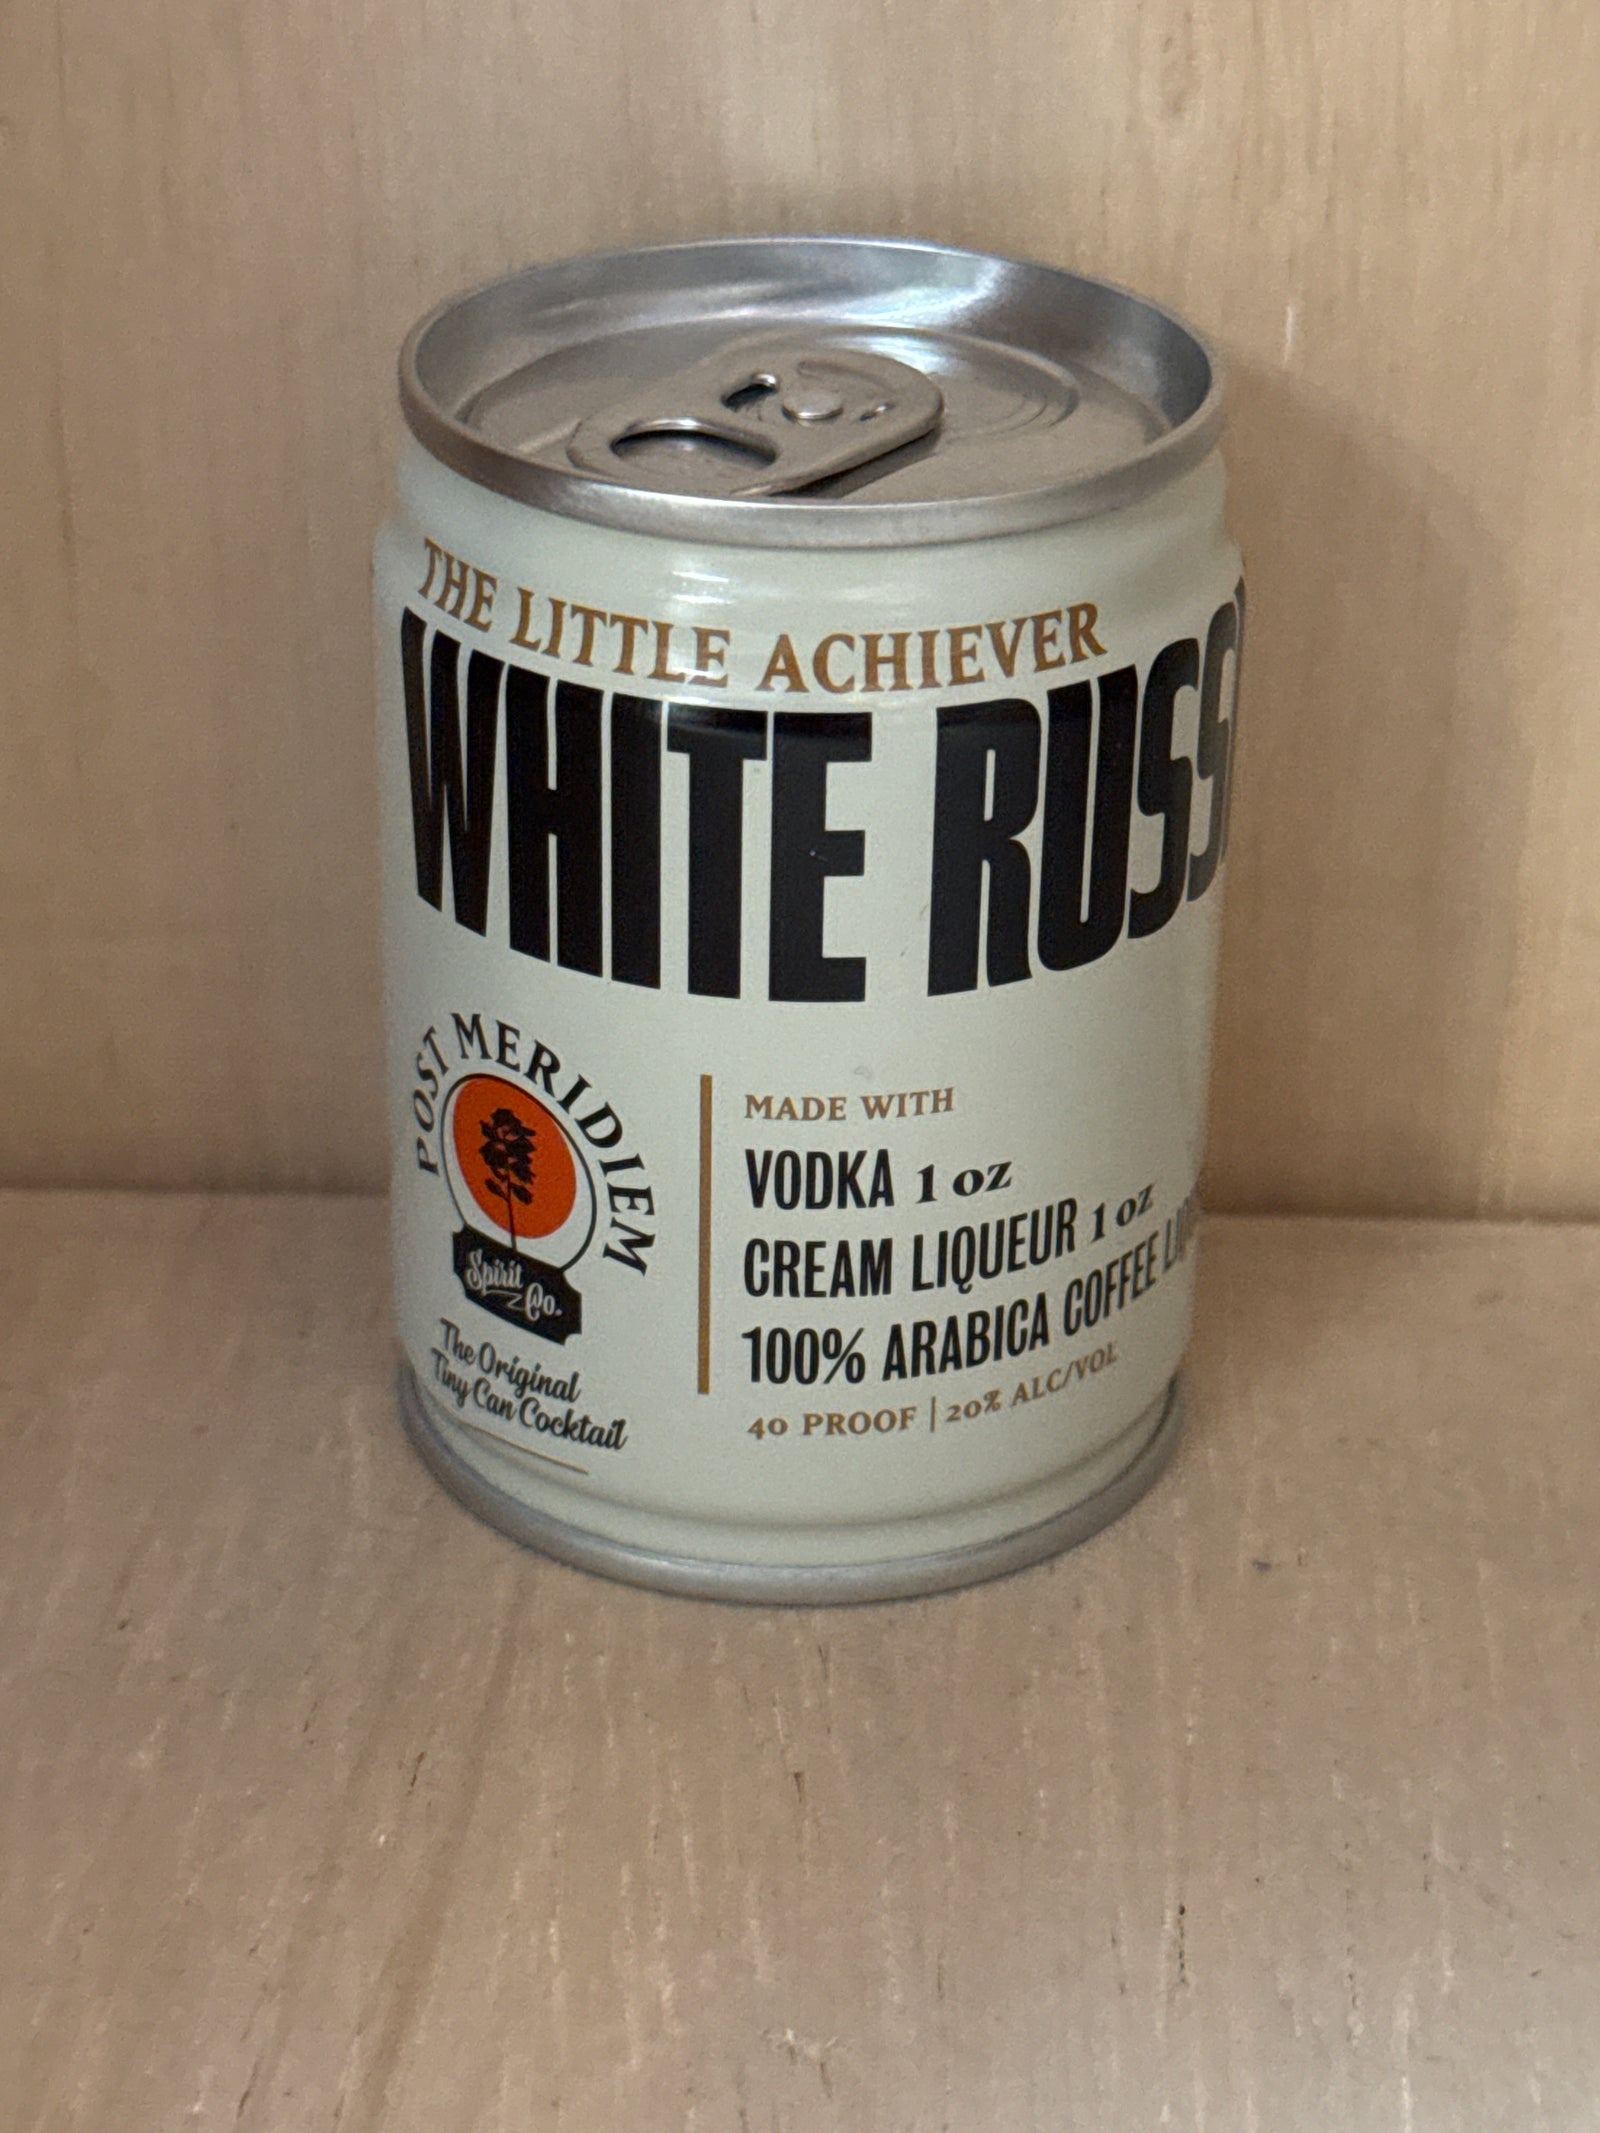 THE LITTLE ACHIEVER
WHITE
POST MERIDIEM
Spirit
Co.
The Original
Tiny Can Cocktail
MADE WITH
VODKA 1 oz
CREAM LIQUEUR 1 oz
100% ARABICA COFFEE
40 PROOF | 20% ALC/VOL